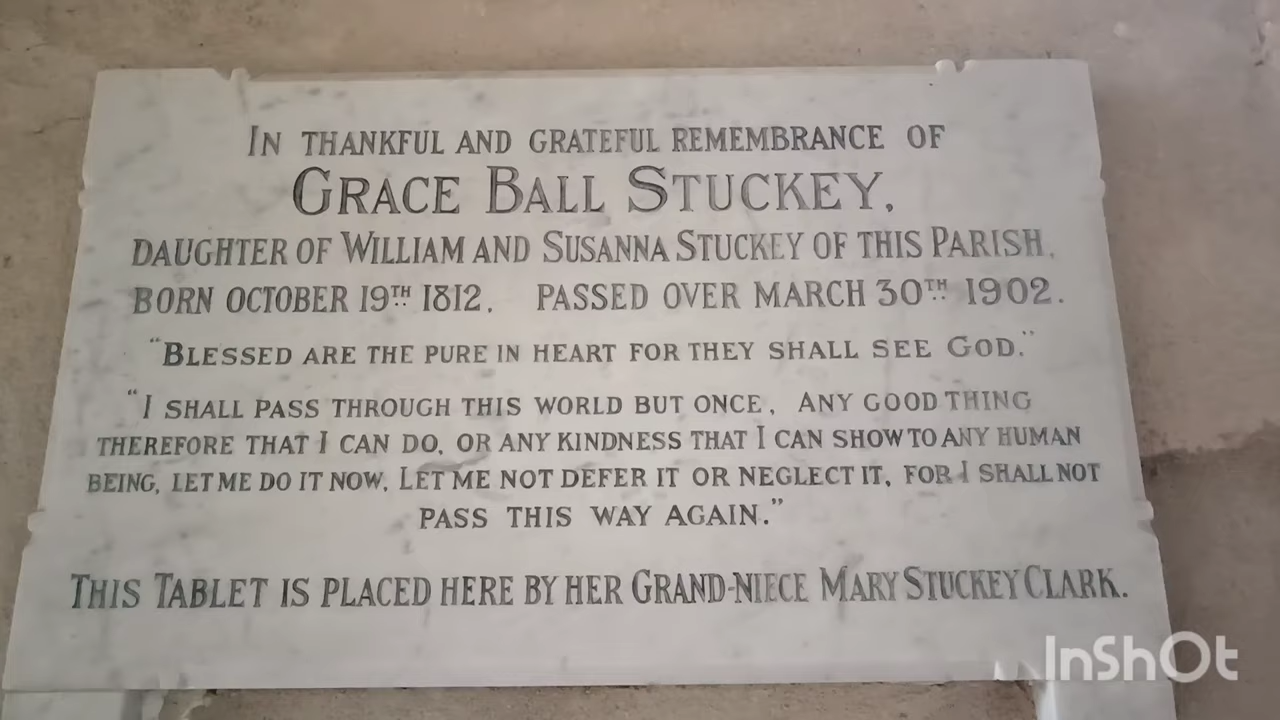 IN THANKFUL AND GRATEFUL REMEMBRANCE OF
GRACE BALL STUCKEY,
DAUGHTER OF WILLIAM AND SUSANNA STUCKEY OF THIS PARISH,
BORN OCTOBER 19TH 1812. PASSED OVER MARCH 30TH 1902.
"BLESSED ARE THE PURE IN HEART FOR THEY SHALL SEE GOD."
"I SHALL PASS THROUGH THIS WORLD BUT ONCE, ANY GOOD THING
THEREFORE THAT I CAN DO, OR ANY KINDNESS THAT I CAN SHOW TO ANY HUMAN
BEING, LET ME DO IT NOW, LET ME NOT DEFER IT OR NEGLECT IT, FOR I SHALL NOT
PASS THIS WAY AGAIN."
THIS TABLET IS PLACED HERE BY HER GRAND-NIECE MARY STUCKEY CLARK.
InShOt